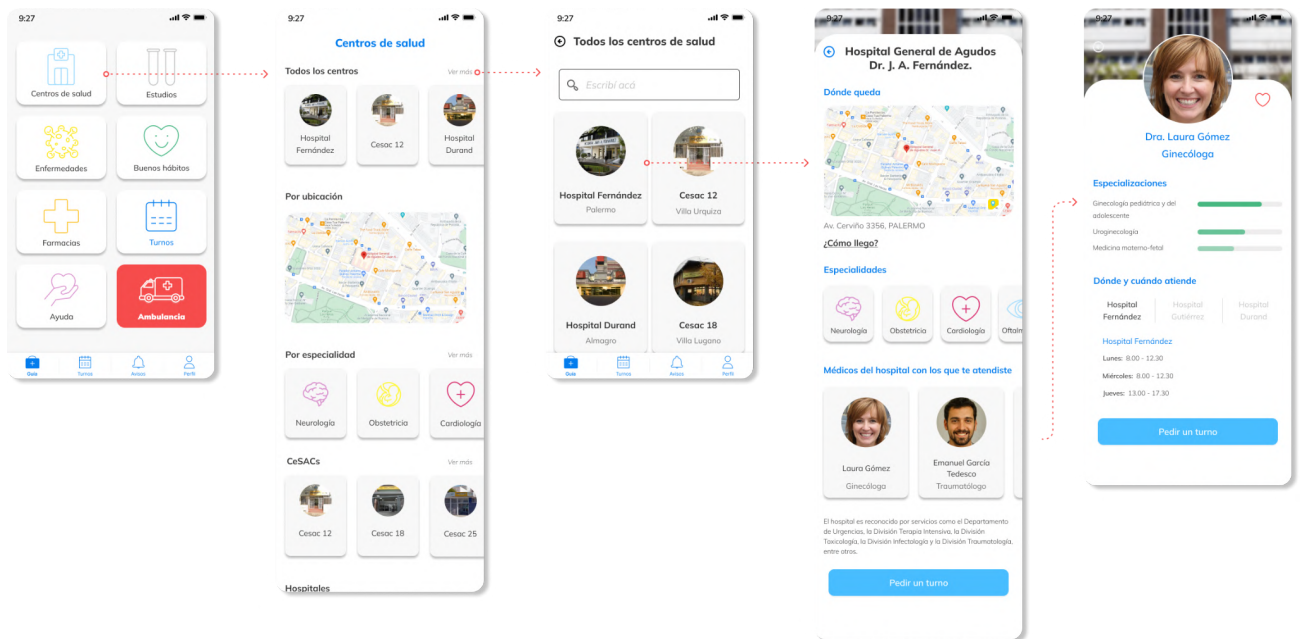 9:27
Centros de salud
Estudios
Enfermedades
Buenos hábitos
Farmacias
Turnos
Ayuda
Ambulancia
Guía
Turnos
Avisos
Perfil
9:27
Centros de salud
Todos los centros
Ver más
Hospital
Fernández
Cesac 12
Hospital
Durand
Por ubicación
Por especialidad
Ver más
Neurología
Obstetricia
Cardiología
CeSACs
Ver más
Cesac 12
Cesac 18
Cesac 25
Hospitales
9:27
Todos los centros de salud
Escribí acá
Hospital Fernández
Palermo
Cesac 12
Villa Urquiza
Hospital Durand
Almagro
Cesac 18
Villa Lugano
Guía
Turnos
Avisos
Perfil
9:27
Hospital General de Agudos
Dr. J. A. Fernández.
Dónde queda
Av. Cerviño 3356, PALERMO
¿Cómo llego?
Especialidades
Neurología
Obstetricia
Cardiología
Oftalm
Médicos del hospital con los que te atendiste
Laura Gómez
Ginecóloga
Emanuel García
Tedesco
Traumatólogo
El hospital es reconocido por servicios como el Departamento
de Urgencias, la División Terapia Intensiva, la División
Toxicología, la División Infectología y la División Traumatología,
entre otros.
Pedir un turno
9:27
Dra. Laura Gómez
Ginecóloga
Especializaciones
Ginecología pediátrica y del
adolescente
Uroginecología
Medicina materno-fetal
Dónde y cuándo atiende
Hospital
Fernández
Hospital
Gutiérrez
Hospital
Durand
Hospital Fernández
Lunes: 8.00 - 12.30
Miércoles: 8.00 - 12.30
Jueves: 13.00 - 17.30
Pedir un turno